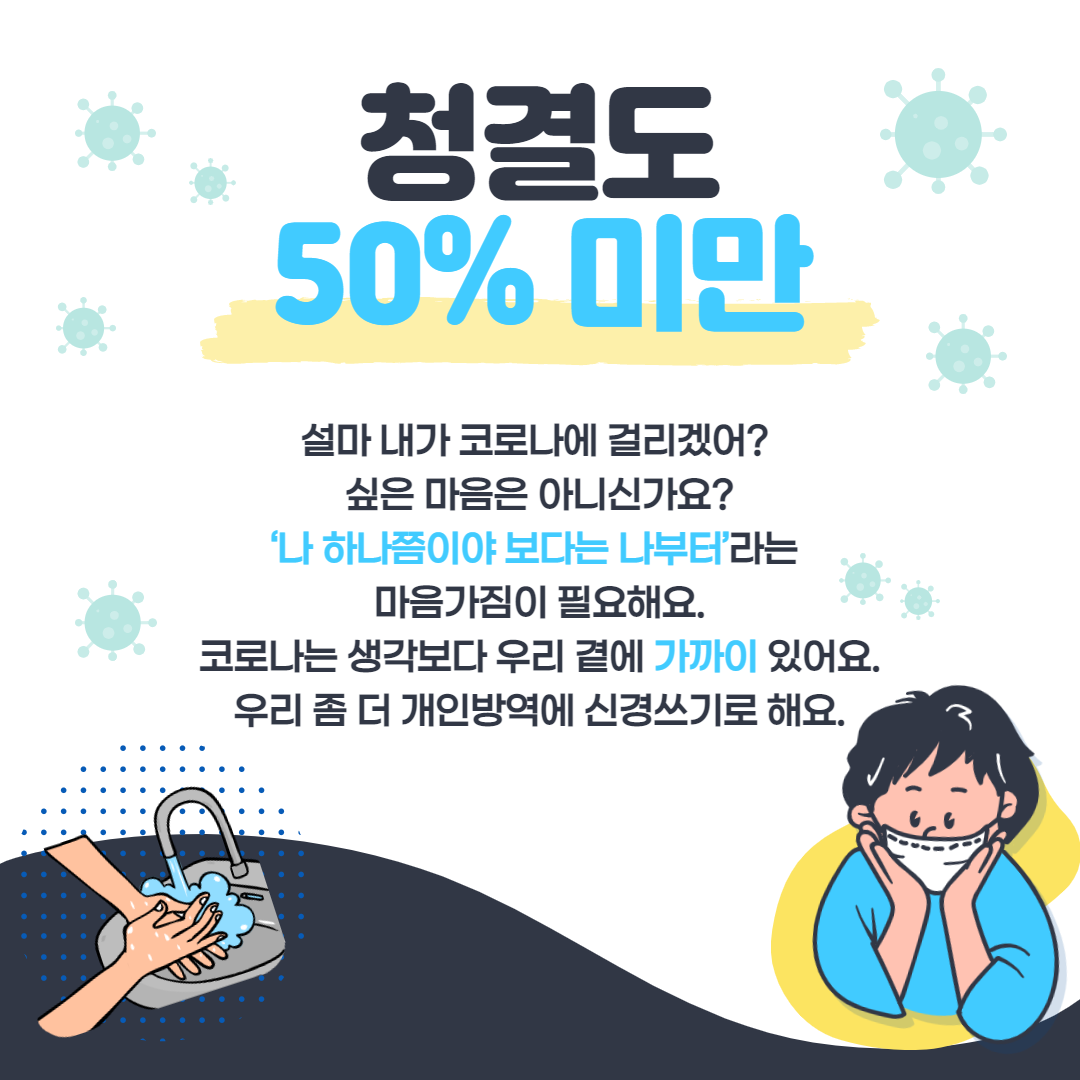 청결도
50% 미만
설마 내가 코로나에 걸리겠어?
싶은 마음은 아니신가요?
‘나 하나쯤이야 보다는 나부터’라는
마음가짐이 필요해요.
코로나는 생각보다 우리 곁에 가까이 있어요.
우리 좀 더 개인방역에 신경쓰기로 해요.